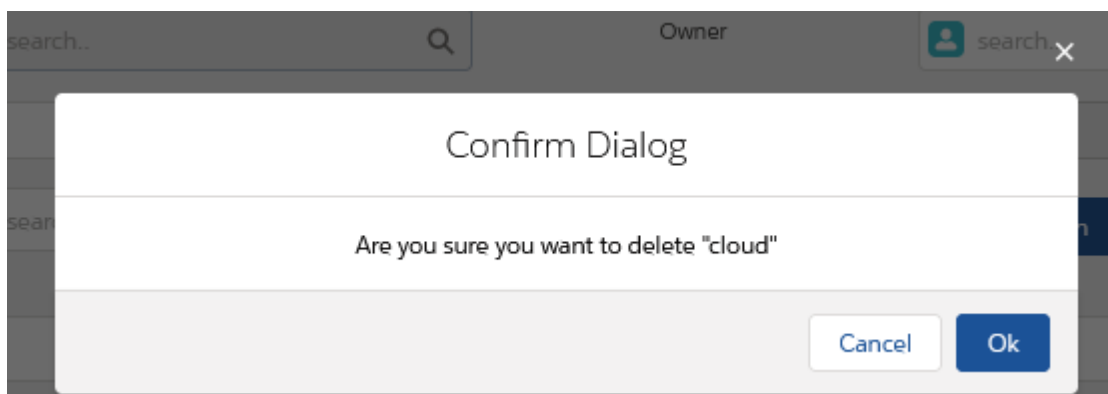 search..
Owner
search..
Confirm Dialog
Are you sure you want to delete "cloud"
Cancel
Ok